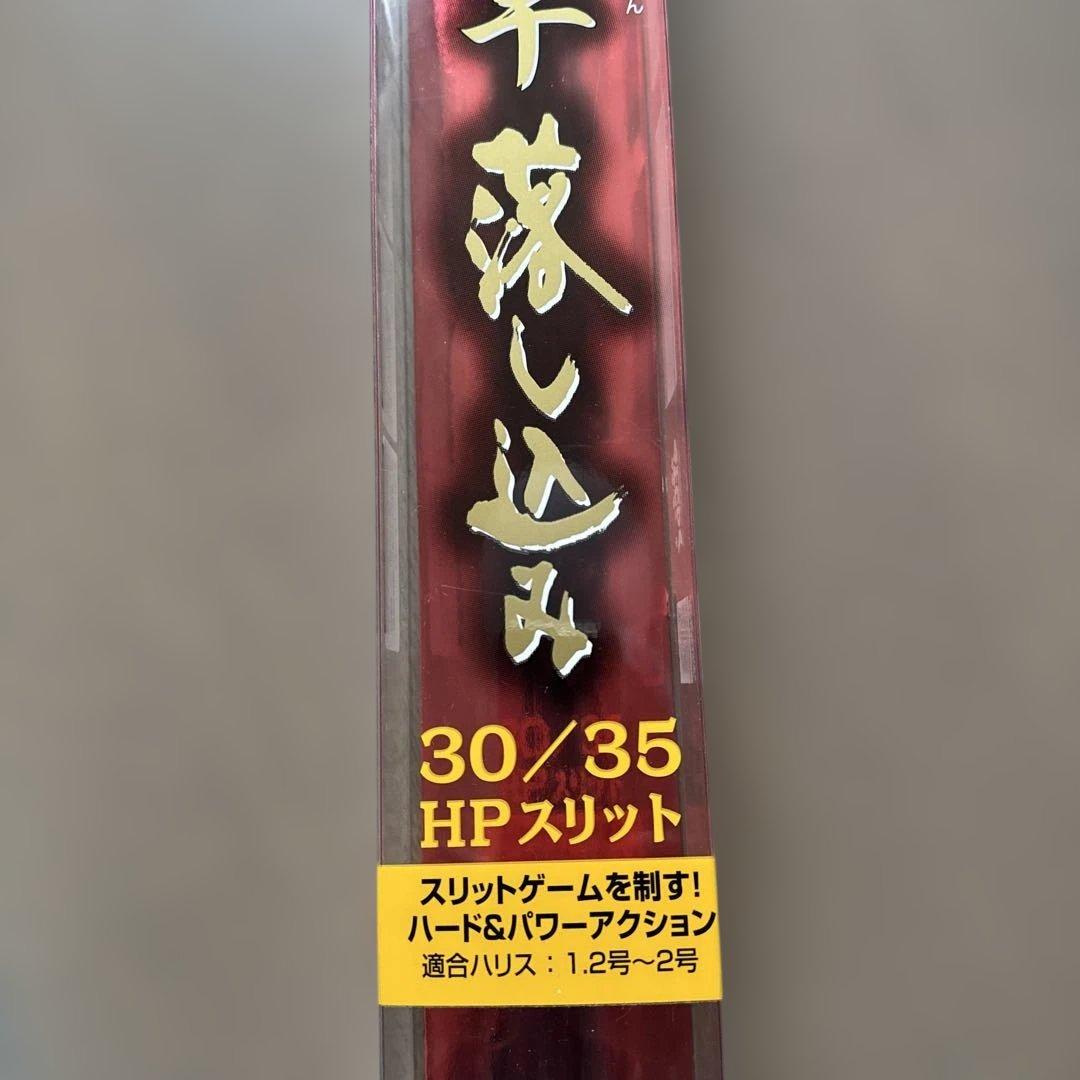 ん
落し込み
30／35
HPスリット
スリットゲームを制す!
ハード&パワーアクション
適合ハリス：1.2号〜2号